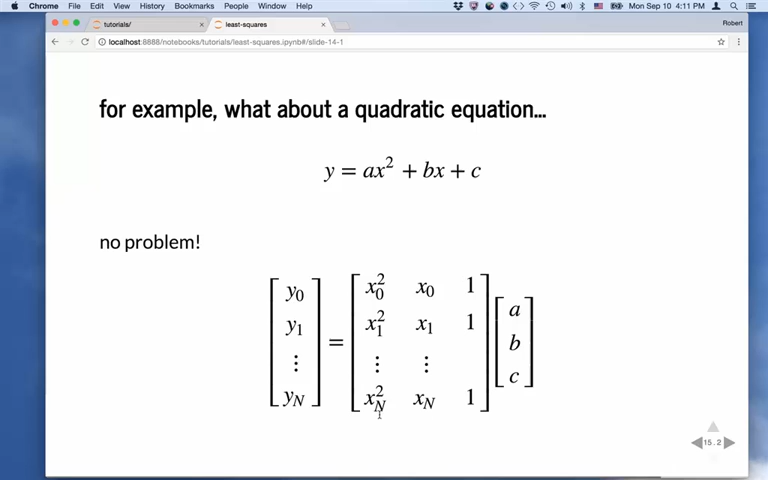 Chrome File Edit View History Bookmarks People Window Help Mon Sep 10 4:11 PM
tutorials/ least-squares Robert
localhost:8888/notebooks/tutorials/least-squares.ipynb#/slide-14-1
for example, what about a quadratic equation...
y = ax² + bx + c
no problem!
[y₀ y₁ ⋮ y_N] = [x₀² x₀ 1; x₁² x₁ 1; ⋮ ⋮; x_N² x_N 1] [a b c]
15.2